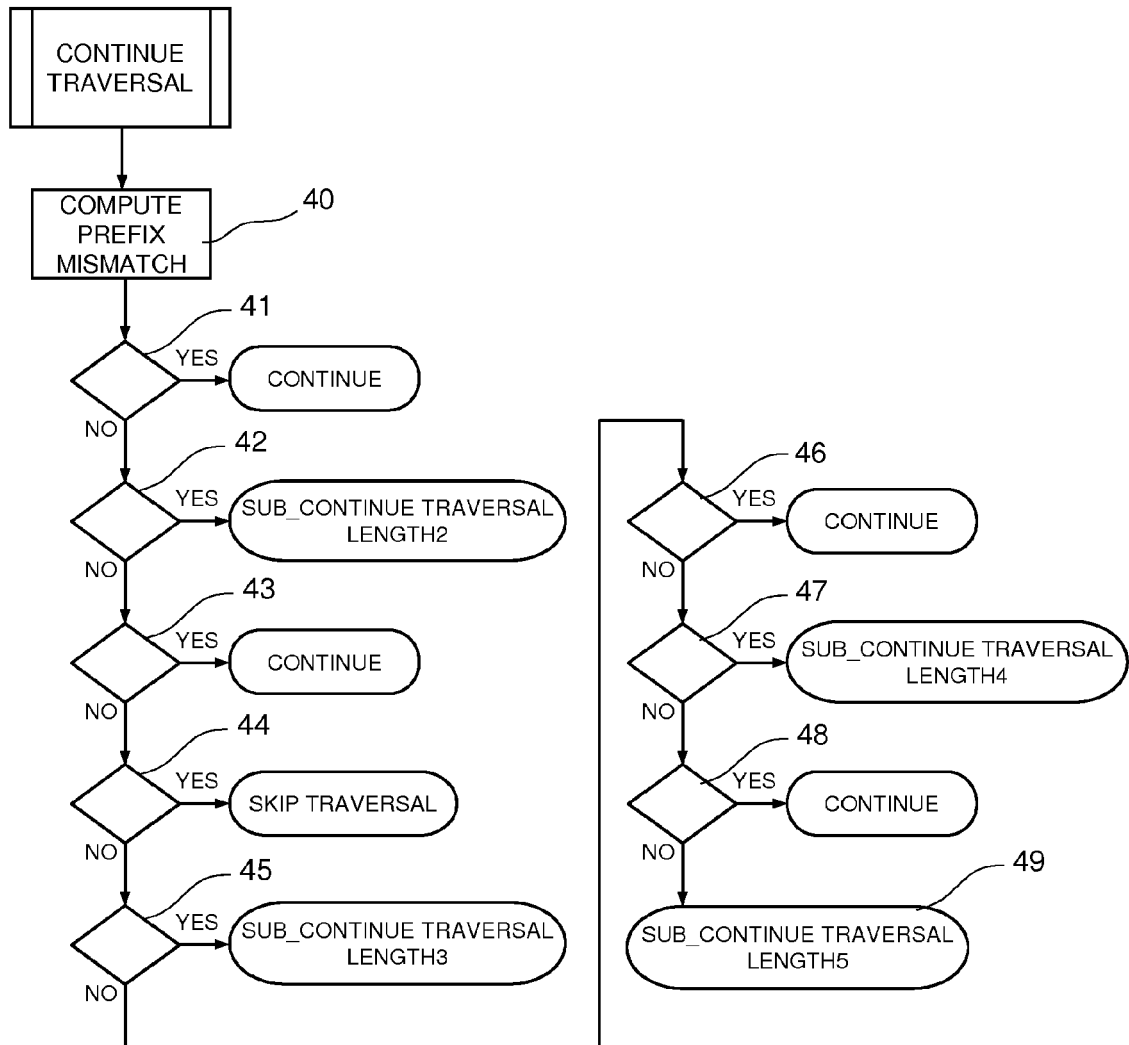 CONTINUE
TRAVERSAL
COMPUTE
PREFIX
MISMATCH
40
41
YES
CONTINUE
NO
42
YES
SUB_CONTINUE TRAVERSAL
LENGTH2
NO
43
YES
CONTINUE
NO
44
YES
SKIP TRAVERSAL
NO
45
YES
SUB_CONTINUE TRAVERSAL
LENGTH3
NO
46
YES
CONTINUE
NO
47
YES
SUB_CONTINUE TRAVERSAL
LENGTH4
NO
48
YES
CONTINUE
NO
49
SUB_CONTINUE TRAVERSAL
LENGTH5